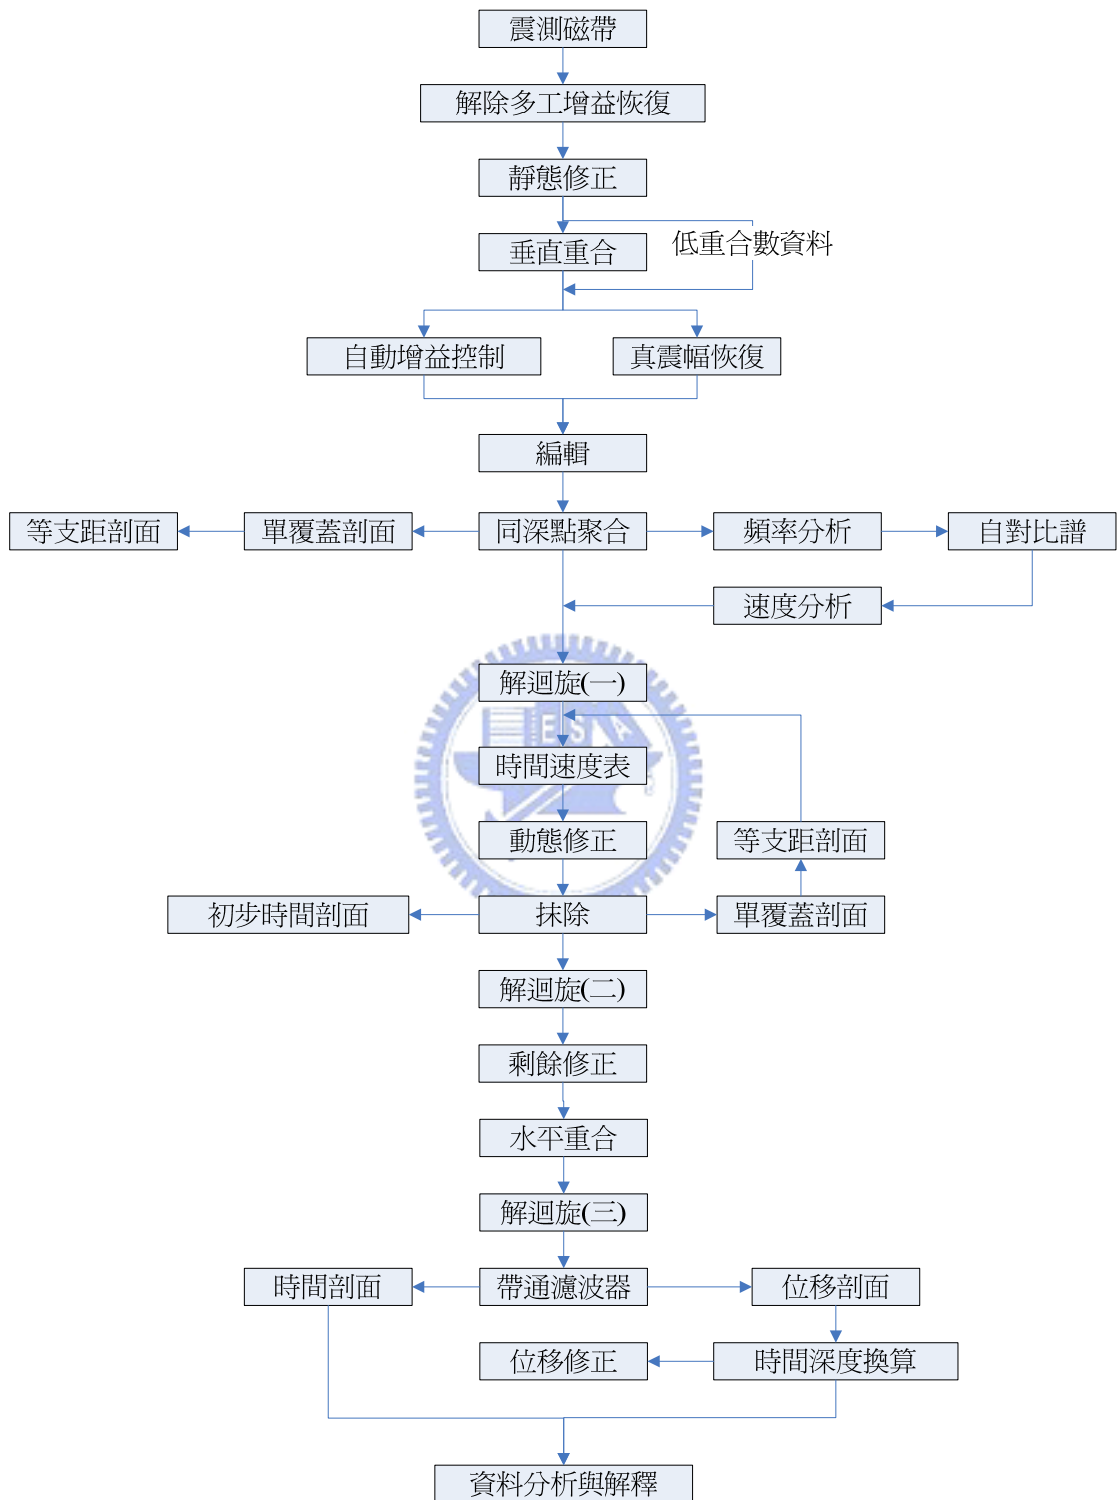 震測磁帶
解除多工增益恢復
靜態修正
垂直重合
低重合數資料
自動增益控制
真震幅恢復
編輯
等支距剖面
單覆蓋剖面
同深點聚合
頻率分析
自對比譜
速度分析
解迴旋(一)
E S A
時間速度表
動態修正
等支距剖面
初步時間剖面
抹除
單覆蓋剖面
解迴旋(二)
剩餘修正
水平重合
解迴旋(三)
時間剖面
帶通濾波器
位移剖面
位移修正
時間深度換算
資料分析與解釋